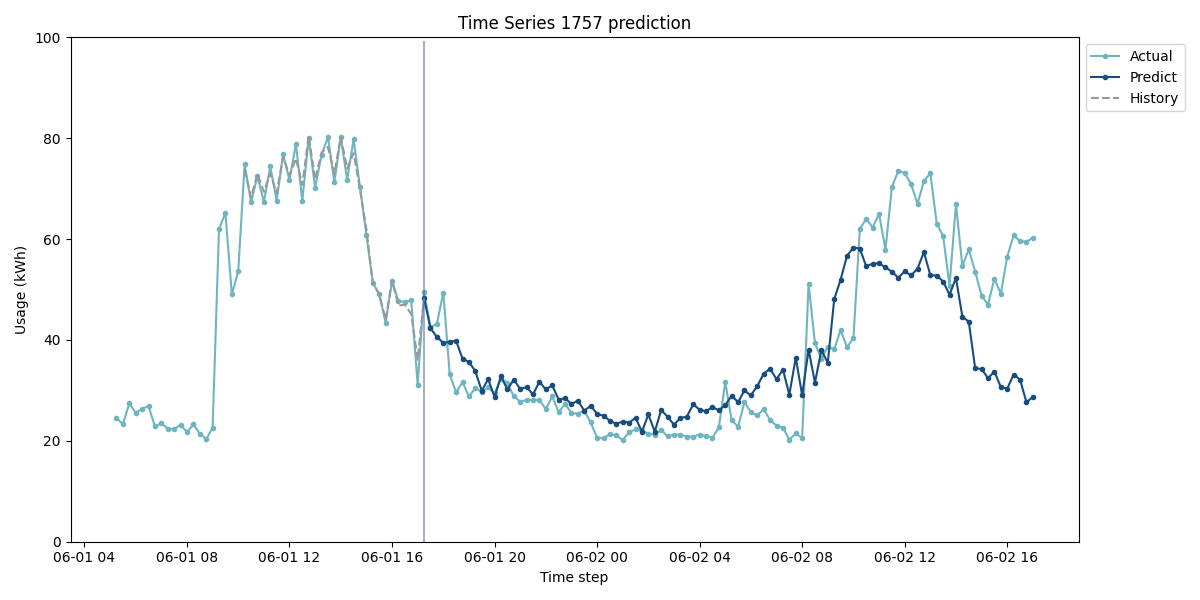 Time Series 1757 prediction
100
80
60
40
20
0
Usage (kWh)
06-01 04
06-01 08
06-01 12
06-01 16
06-01 20
06-02 00
06-02 04
06-02 08
06-02 12
06-02 16
Time step
Actual
Predict
History